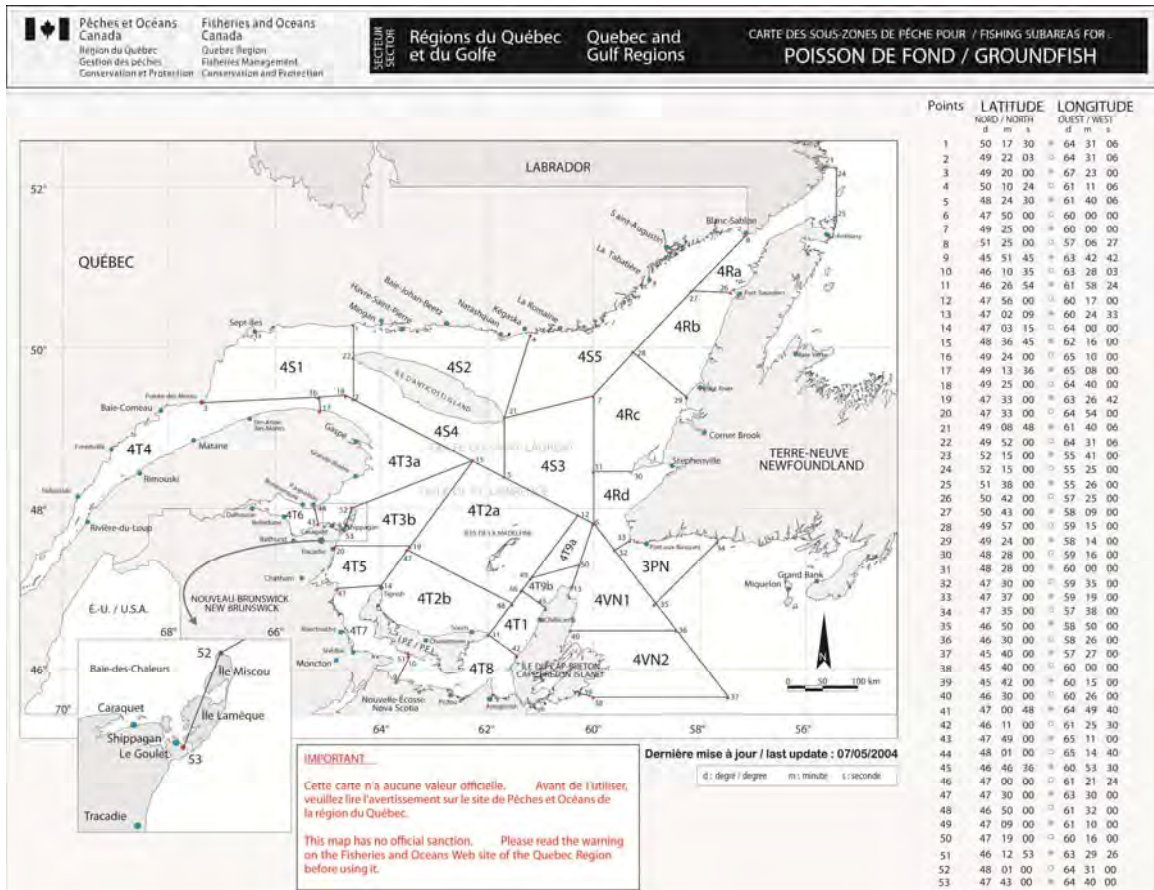 Pêches et Océans
Canada
Région du Québec
Gestion des pêches
Conservation et Protection
Fisheries and Oceans
Canada
Quebec Region
Fisheries Management
Conservation and Protection
SECTEUR
SECTOR
Régions du Québec
et du Golfe
Quebec and
Gulf Regions
CARTE DES SOUS-ZONES DE PÊCHE POUR / FISHING SUBAREAS FOR :
POISSON DE FOND / GROUNDFISH
Points LATITUDE LONGITUDE
NORD / NORTH OUEST / WEST
d m s d m s
1 50 17 30 64 31 06
2 49 22 03 64 31 06
3 49 20 00 67 23 00
4 50 10 24 61 11 06
5 48 24 30 61 40 06
6 47 50 00 60 00 00
7 49 25 00 60 00 00
8 51 25 00 57 06 27
9 45 51 45 63 42 42
10 46 10 35 63 28 03
11 46 26 54 61 58 24
12 47 56 00 60 17 00
13 47 02 09 60 24 33
14 47 03 15 64 00 00
15 48 36 45 62 16 00
16 49 24 00 65 10 00
17 49 13 36 65 08 00
18 49 25 00 64 40 00
19 47 33 00 63 26 42
20 47 33 00 64 54 00
21 49 08 48 61 40 06
22 49 52 00 64 31 06
23 52 15 00 55 41 00
24 52 15 00 55 25 00
25 51 38 00 55 26 00
26 50 42 00 57 25 00
27 50 43 00 58 09 00
28 49 57 00 59 15 00
29 49 24 00 58 14 00
30 48 28 00 59 16 00
31 48 28 00 60 00 00
32 47 30 00 59 35 00
33 47 37 00 59 19 00
34 47 35 00 57 38 00
35 46 50 00 58 50 00
36 46 30 00 58 26 00
37 45 40 00 57 27 00
38 45 40 00 60 00 00
39 45 42 00 60 15 00
40 46 30 00 60 26 00
41 47 00 48 64 49 40
42 46 11 00 61 25 30
43 47 49 00 65 11 00
44 48 01 00 65 14 40
45 46 46 36 60 53 30
46 47 00 00 61 21 24
47 47 30 00 63 30 00
48 46 50 00 61 32 00
49 47 09 00 61 10 00
50 47 19 00 60 16 00
51 46 12 53 63 29 26
52 48 01 00 64 31 00
53 47 43 00 64 40 00
LABRADOR
52°
50°
48°
46°
70°
68°
66°
64°
62°
60°
58°
56°
QUÉBEC
Blanc-Sablon
Saint-Augustin
La Tabatière
La Romaine
Kégaska
Natashquan
Baie-Johan-Beetz
Havre-Saint-Pierre
Mingan
Sept-Îles
4Ra
4Rb
4Rc
4Rd
4S1
4S2
4S3
4S4
4S5
ÎLE D'ANTICOSTI ISLAND
Baie-Comeau
Matane
Rimouski
Rivière-du-Loup
Gaspé
4T4
4T3a
4T3b
4T2a
4T2b
4T6
4T5
4T7
4T8
4T1
4T9a
4T9b
4VN1
4VN2
3PN
ÎLES DE LA MADELEINE
Corner Brook
Stephenville
TERRE-NEUVE
NEWFOUNDLAND
Port-aux-Basques
Grand Bank
Miquelon
Bathurst
Tracadie
Chatham
Moncton
Tignish
Souris
Pictou
IPÉ / PEI
Nouvelle-Écosse
Nova Scotia
ÎLE DU CAP-BRETON
CAPE BRETON ISLAND
NOUVEAU-BRUNSWICK
NEW BRUNSWICK
É.-U. / U.S.A.
N
0 50 100 km
52
Baie-des-Chaleurs
Île Miscou
Caraquet
Île Lamèque
Shippagan
Le Goulet
53
Tracadie
IMPORTANT
Cette carte n'a aucune valeur officielle. Avant de l'utiliser,
veuillez lire l'avertissement sur le site de Pêches et Océans de
la région du Québec.
This map has no official sanction. Please read the warning
on the Fisheries and Oceans Web site of the Quebec Region
before using it.
Dernière mise à jour / last update : 07/05/2004
d : degré / degree m : minute s : seconde